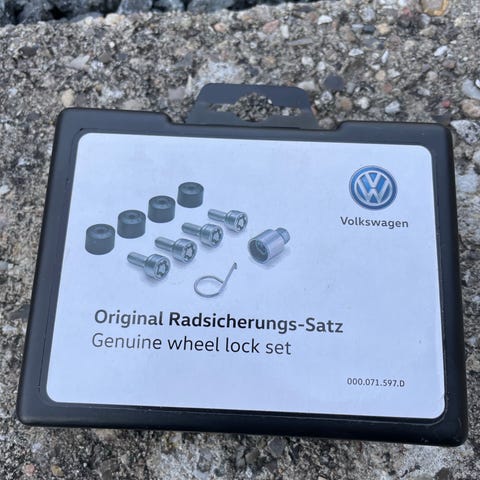 Volkswagen
Original Radsicherungs-Satz
Genuine wheel lock set
000.071.597.D